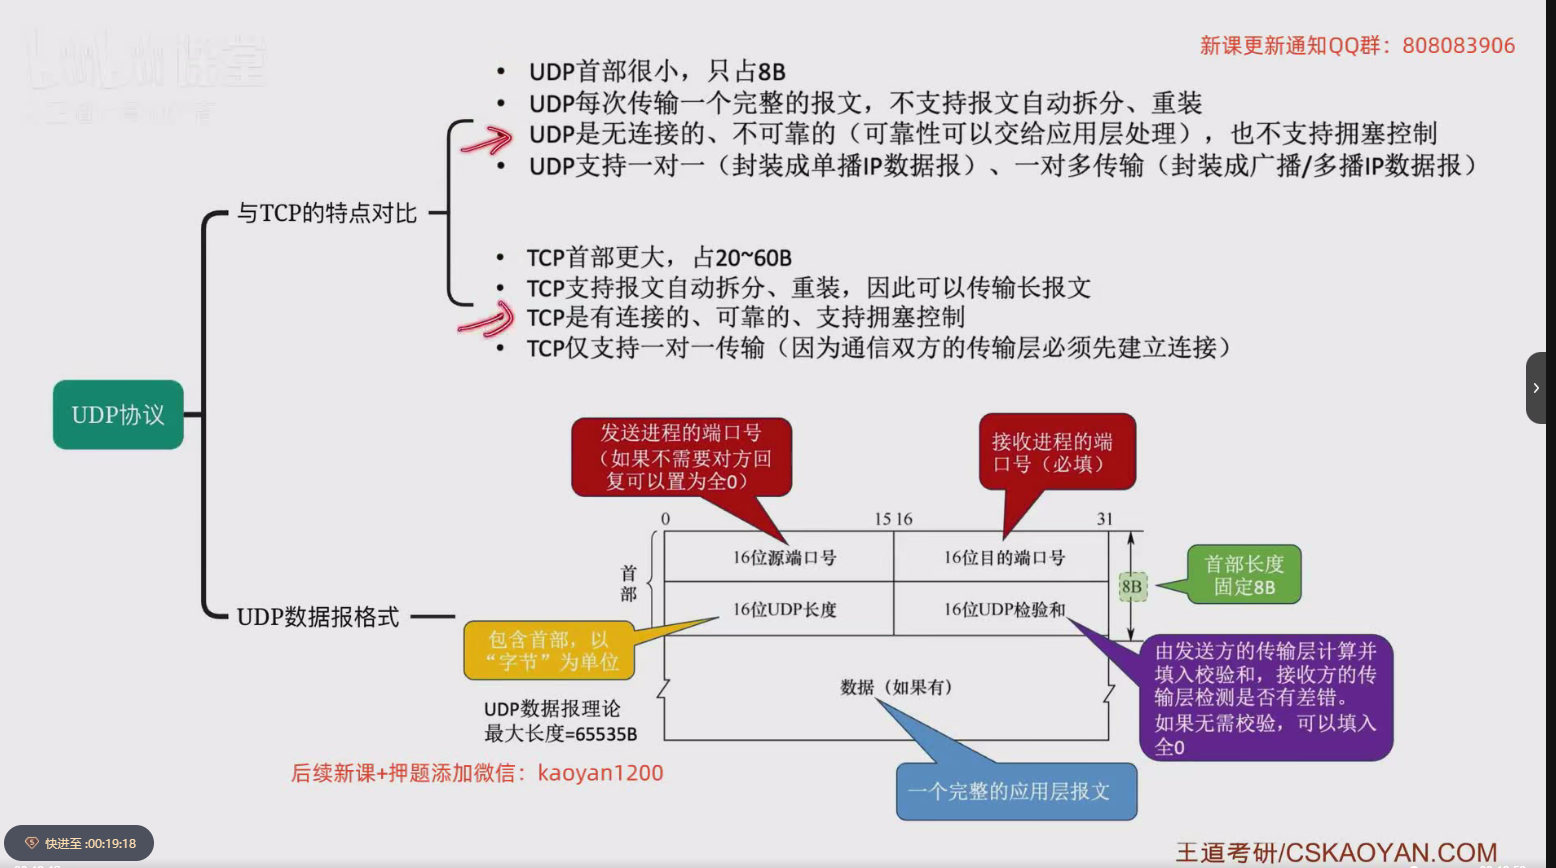 新课更新通知QQ群：808083906
• UDP首部很小，只占8B
• UDP每次传输一个完整的报文，不支持报文自动拆分、重装
UDP是无连接的、不可靠的（可靠性可以交给应用层处理），也不支持拥塞控制
• UDP支持一对一（封装成单播IP数据报）、一对多传输（封装成广播/多播IP数据报）
与TCP的特点对比
• TCP首部更大，占20~60B
• TCP支持报文自动拆分、重装，因此可以传输长报文
TCP是有连接的、可靠的、支持拥塞控制
• TCP仅支持一对一传输（因为通信双方的传输层必须先建立连接）
UDP协议
发送进程的端口号
（如果不需要对方回
复可以置为全0）
接收进程的端
口号（必填）
0 15 16 31
首部
16位源端口号
16位目的端口号
8B
首部长度
固定8B
UDP数据报格式
16位UDP长度
16位UDP检验和
包含首部，以
“字节”为单位
由发送方的传输层计算并
填入校验和，接收方的传
输层检测是否有差错。
如果无需校验，可以填入
全0
数据（如果有）
UDP数据报理论
最大长度=65535B
后续新课+押题添加微信：kaoyan1200
一个完整的应用层报文
快进至 :00:19:18
王道考研/CSKAOYAN.COM